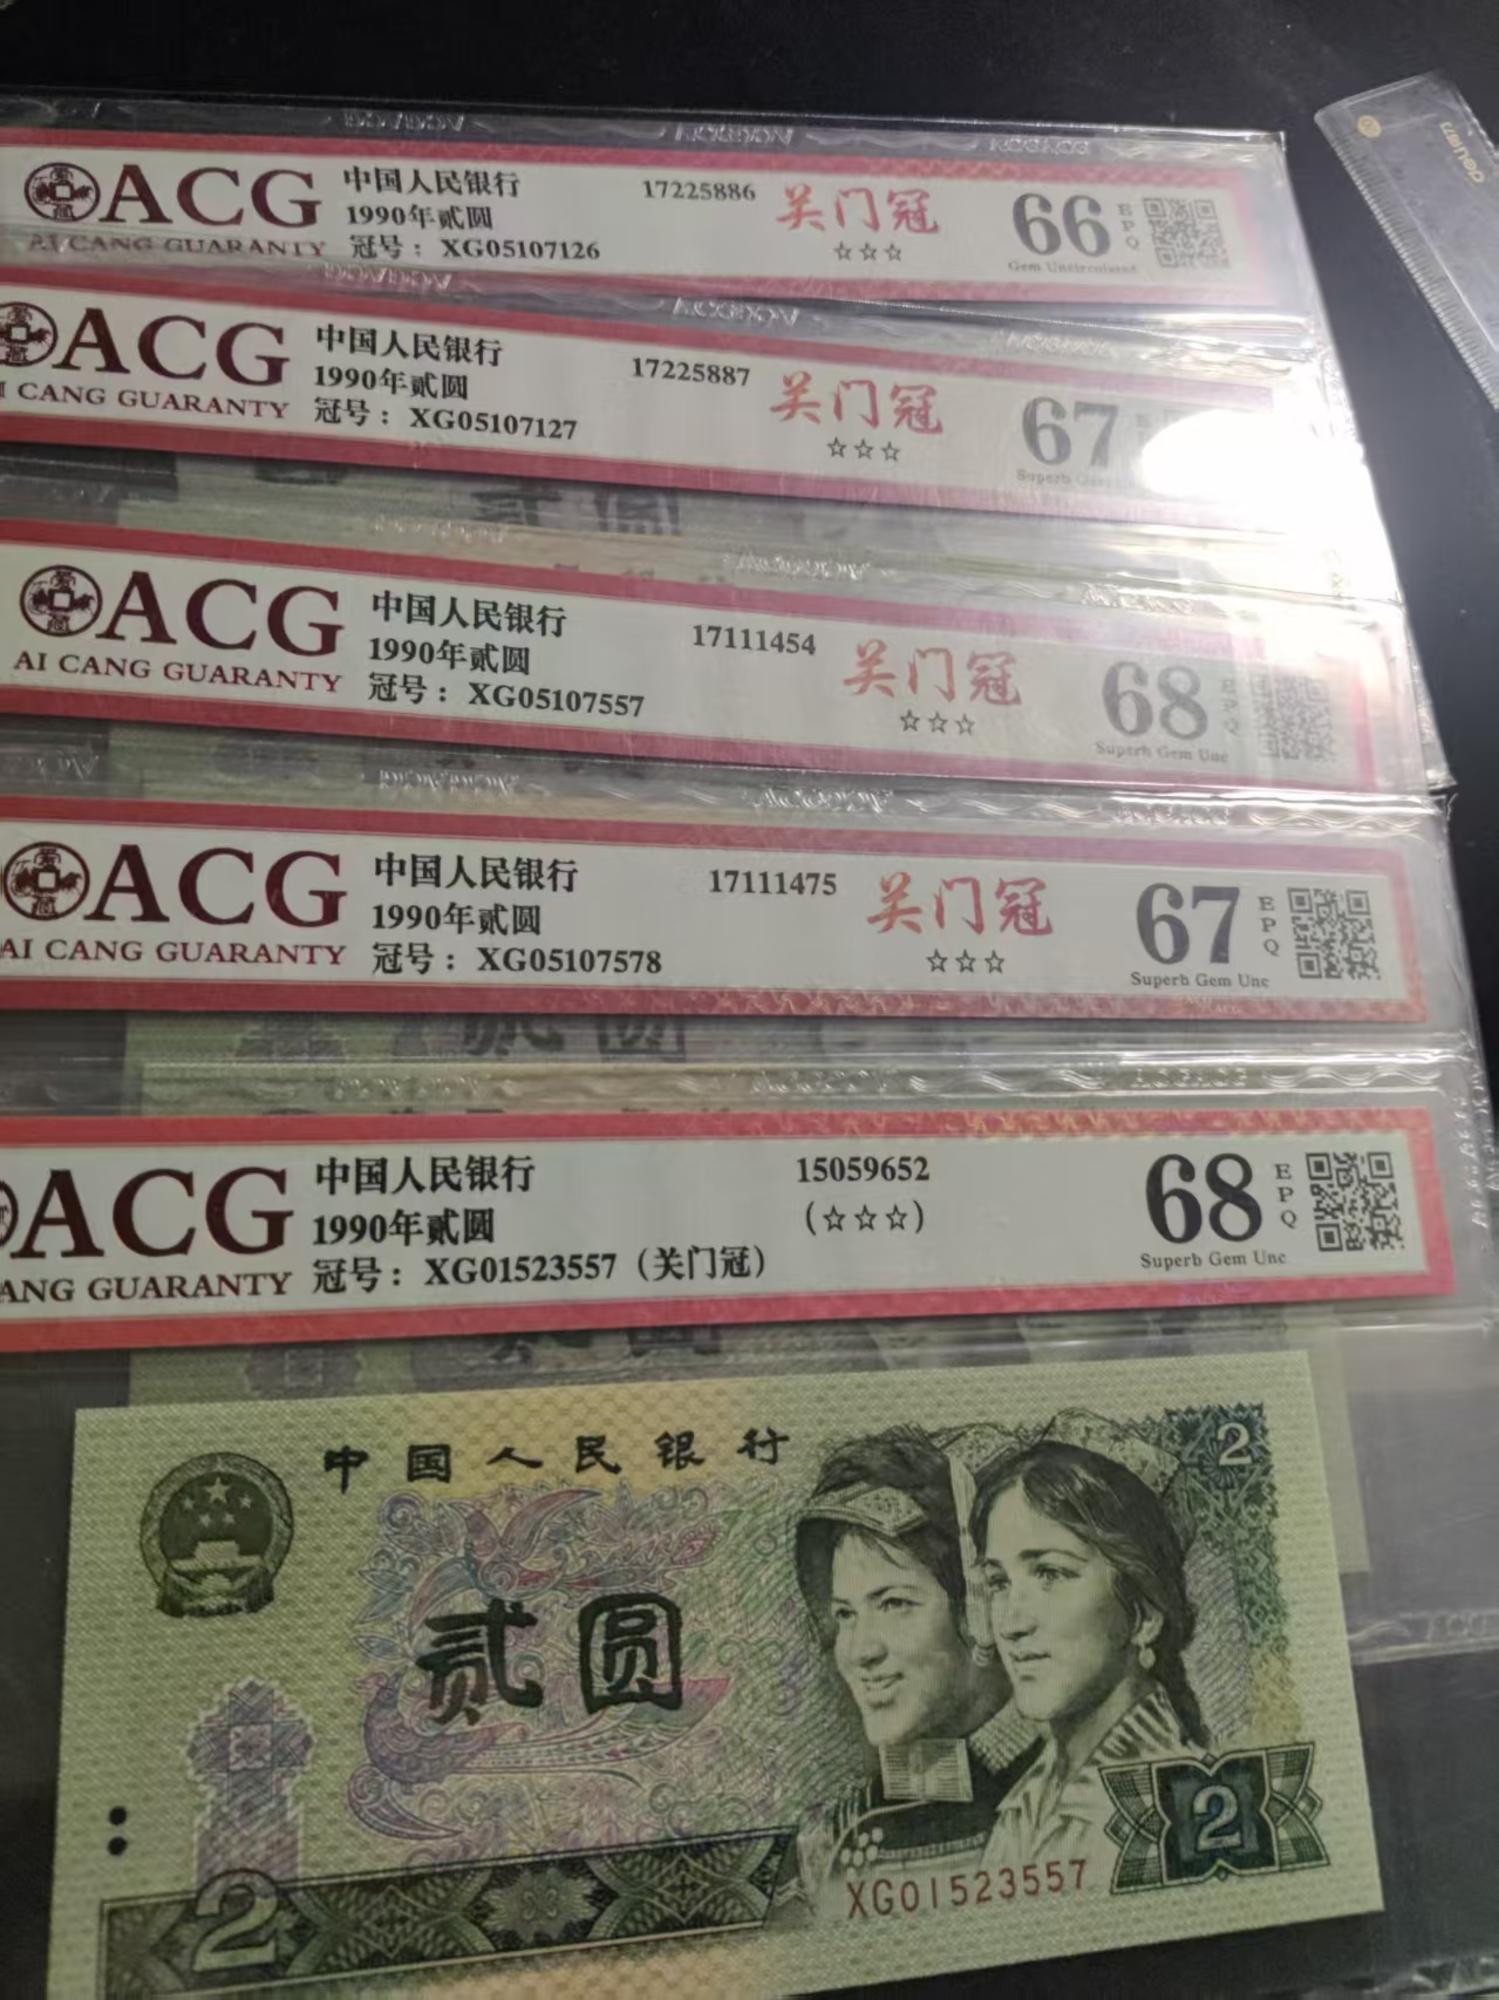 ACG
AI CANG GUARANTY
中国人民银行
1990年贰圆
冠号：XG05107126
17225886
关门冠
☆☆☆
66
EPQ
Gem Uncirculated
ACG
I CANG GUARANTY
中国人民银行
1990年贰圆
冠号：XG05107127
17225887
关门冠
☆☆☆
67
Superb
贰圆
ACG
AI CANG GUARANTY
中国人民银行
1990年贰圆
冠号：XG05107557
17111454
关门冠
☆☆☆
68
EPQ
Superb Gem Unc
ACG
AI CANG GUARANTY
中国人民银行
1990年贰圆
冠号：XG05107578
17111475
关门冠
☆☆☆
67
EPQ
Superb Gem Unc
贰圆
ACG
ANG GUARANTY
中国人民银行
1990年贰圆
冠号：XG01523557（关门冠）
15059652
(☆☆☆)
68
EPQ
Superb Gem Unc
中国人民银行
2
贰圆
2
XG01523557
2
deli